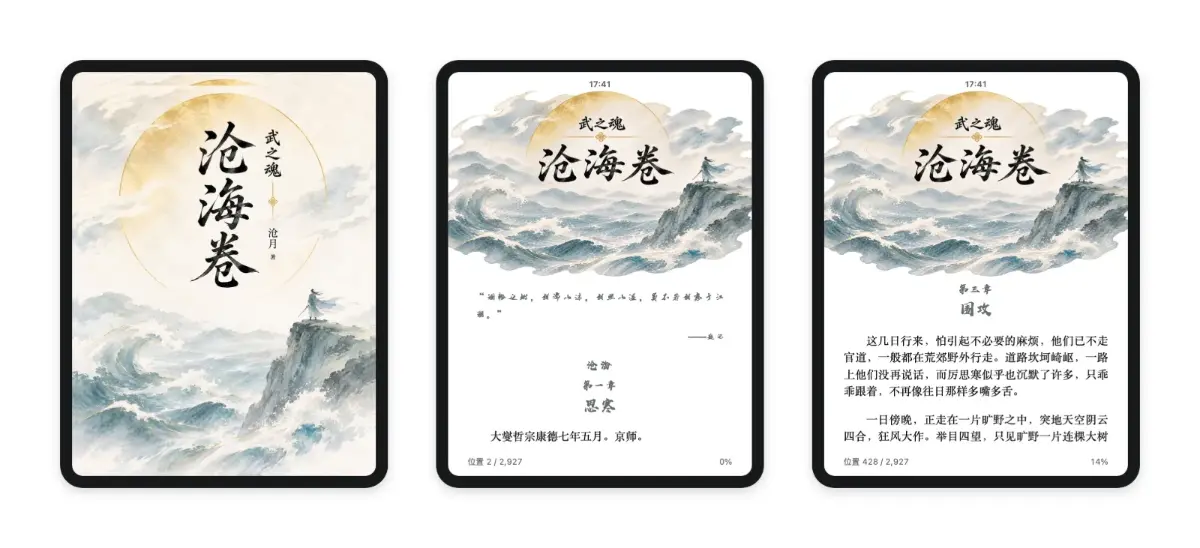 沧海卷
武之魂
沧月 著
17:41
武之魂
沧海卷
第一章
思寒
大燮哲宗康德七年五月。京师。
位置 2 / 2,927
0%
17:41
武之魂
沧海卷
第三章
围攻
这几日行来，怕引起不必要的麻烦，他们已不走
官道，一般都在荒郊野外行走。道路坎坷崎岖，一路
上他们没再说话，而厉思寒似乎也沉默了许多，只乖
乖跟着，不再像往日那样多嘴多舌。
一日傍晚，正走在一片旷野之中，突地天空阴云
四合，狂风大作。举目四望，只见旷野一片连棵大树
位置 428 / 2,927
14%